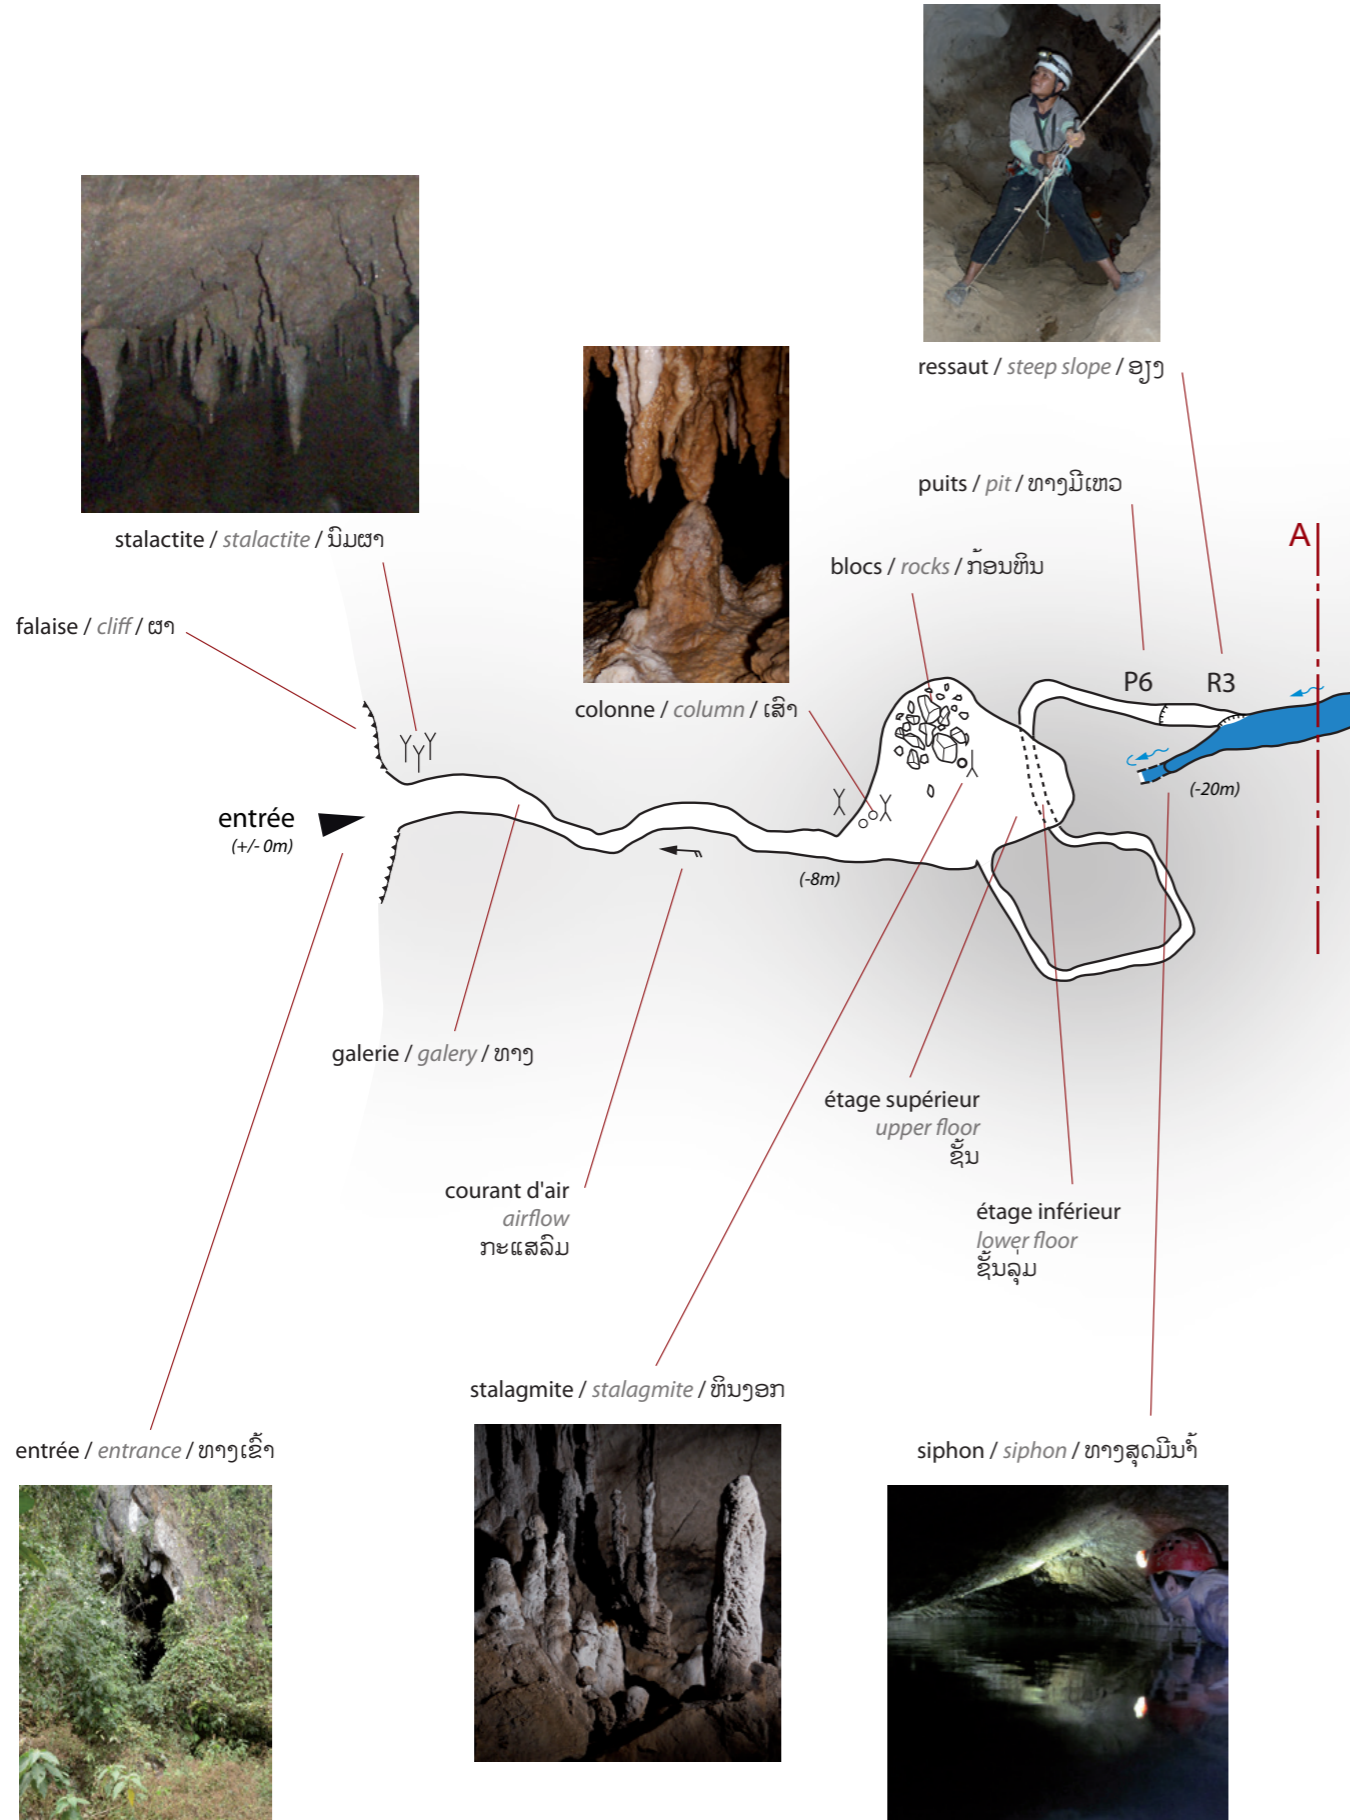 ressaut / steep slope / ອຽງ
puits / pit / ທາງມີເຫວ
A
stalactite / stalactite / ນົມຜາ
blocs / rocks / ກ້ອນຫີນ
falaise / cliff / ຜາ
P6
R3
colonne / column / ເສົາ
(-20m)
entrée
(+/- 0m)
(-8m)
galerie / galery / ທາງ
étage supérieur
upper floor
ຊັ້ນ
courant d'air
airflow
ກະແສລົມ
étage inférieur
lower floor
ຊັ້ນລຸ່ມ
stalagmite / stalagmite / ຫິນງອກ
entrée / entrance / ທາງເຂົ້າ
siphon / siphon / ທາງສຸດມີນ້ຳ